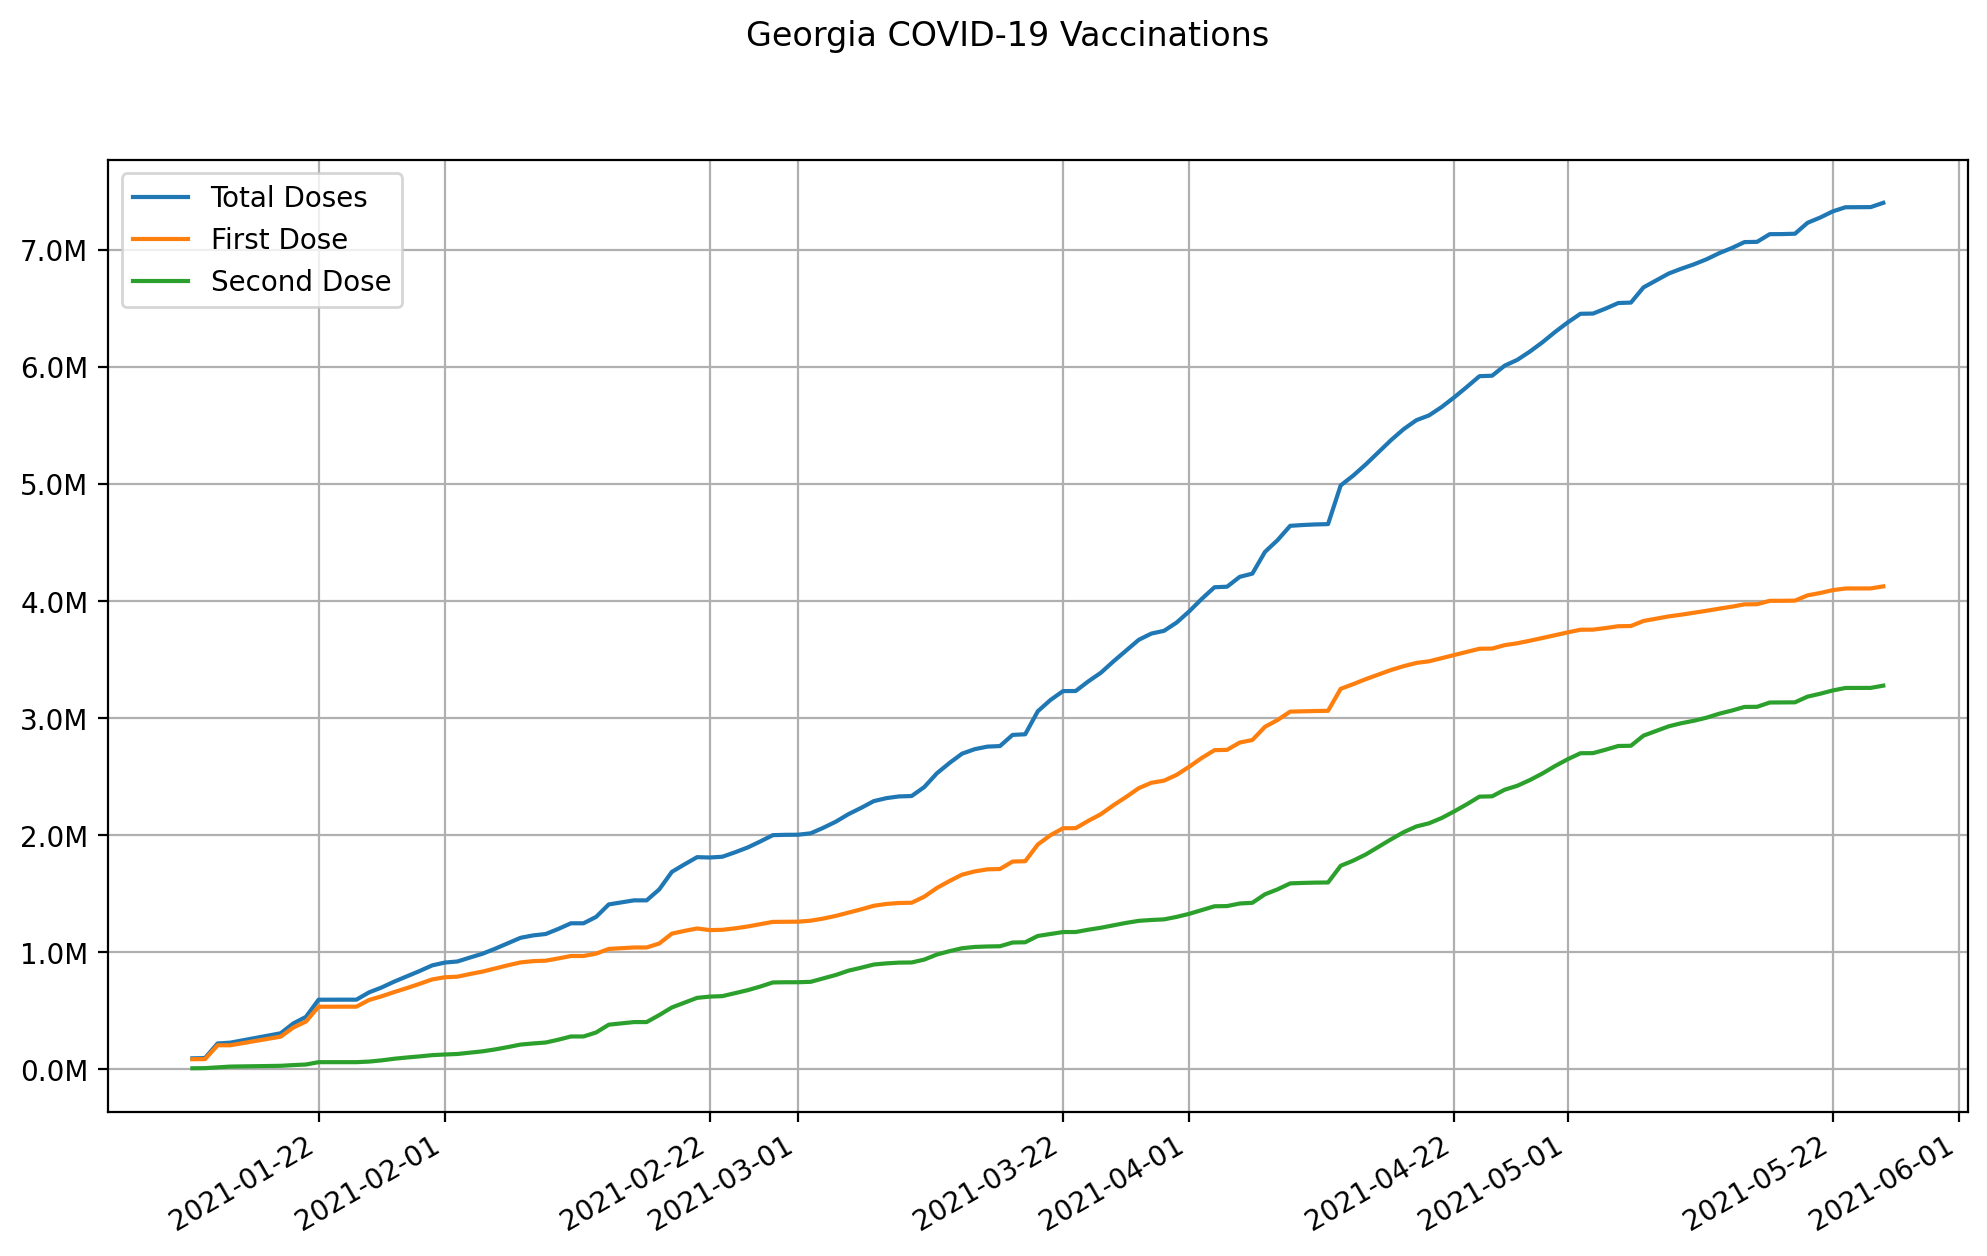 Georgia COVID-19 Vaccinations
Total Doses
First Dose
Second Dose
7.0M
6.0M
5.0M
4.0M
3.0M
2.0M
1.0M
0.0M
2021-01-22
2021-02-01
2021-02-22
2021-03-01
2021-03-22
2021-04-01
2021-04-22
2021-05-01
2021-05-22
2021-06-01